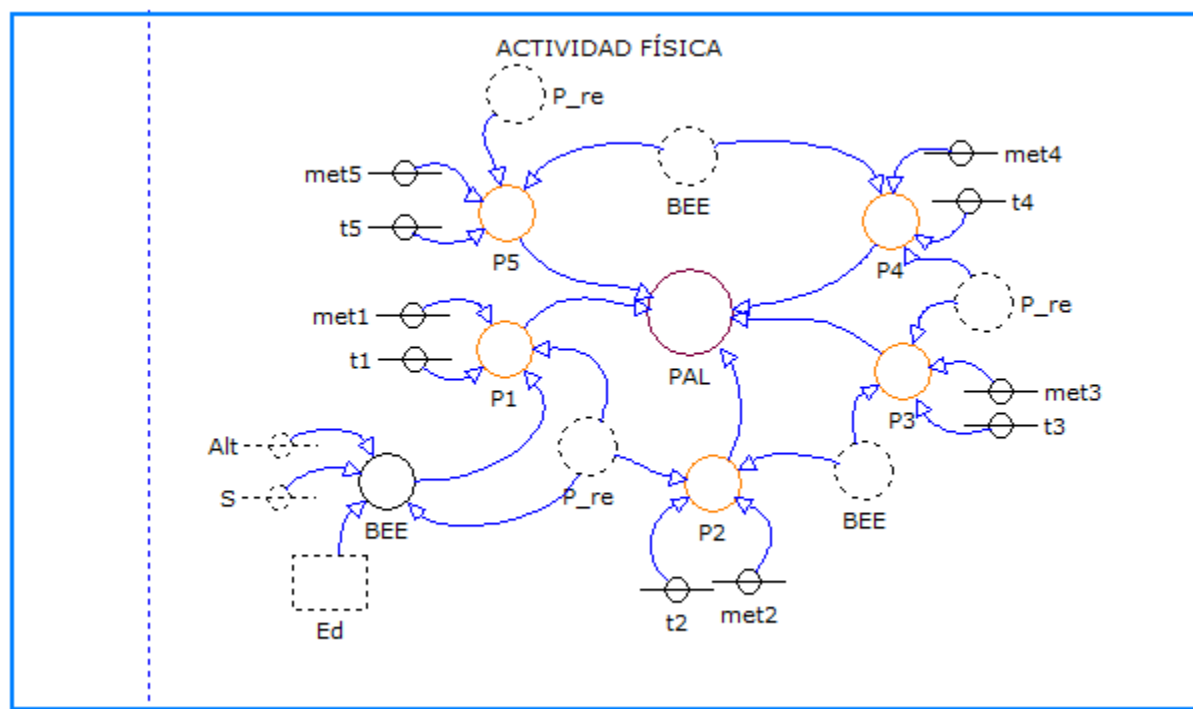 ACTIVIDAD FÍSICA
P_re
met5
met4
BEE
t4
t5
P5
P4
P_re
met1
t1
PAL
P1
met3
P3
t3
Alt
S
P_re
BEE
BEE
P2
t2
met2
Ed